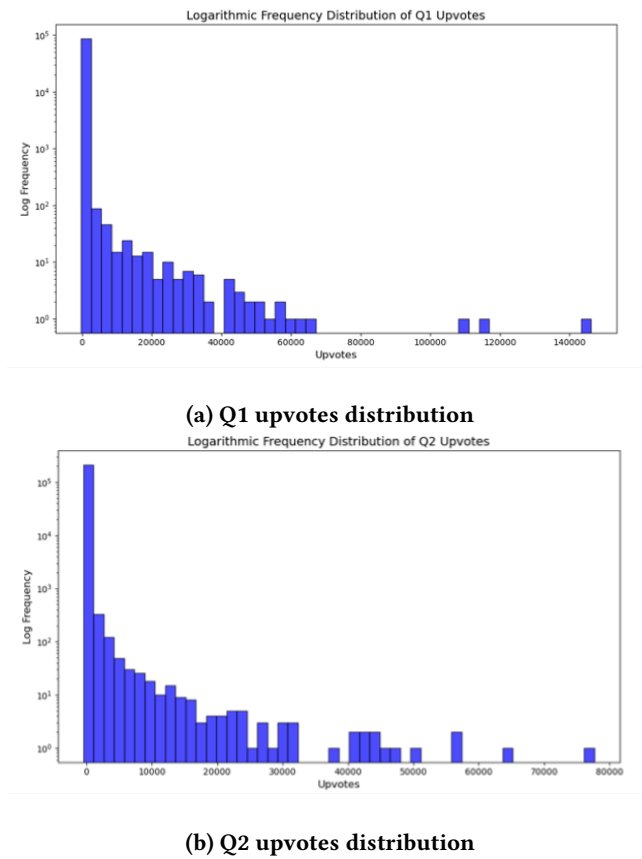 Logarithmic Frequency Distribution of Q1 Upvotes
10⁵
10⁴
10³
10²
10¹
10⁰
Log Frequency
0 20000 40000 60000 80000 100000 120000 140000
Upvotes
(a) Q1 upvotes distribution
Logarithmic Frequency Distribution of Q2 Upvotes
10⁵
10⁴
10³
10²
10¹
10⁰
Log Frequency
0 10000 20000 30000 40000 50000 60000 70000 80000
Upvotes
(b) Q2 upvotes distribution